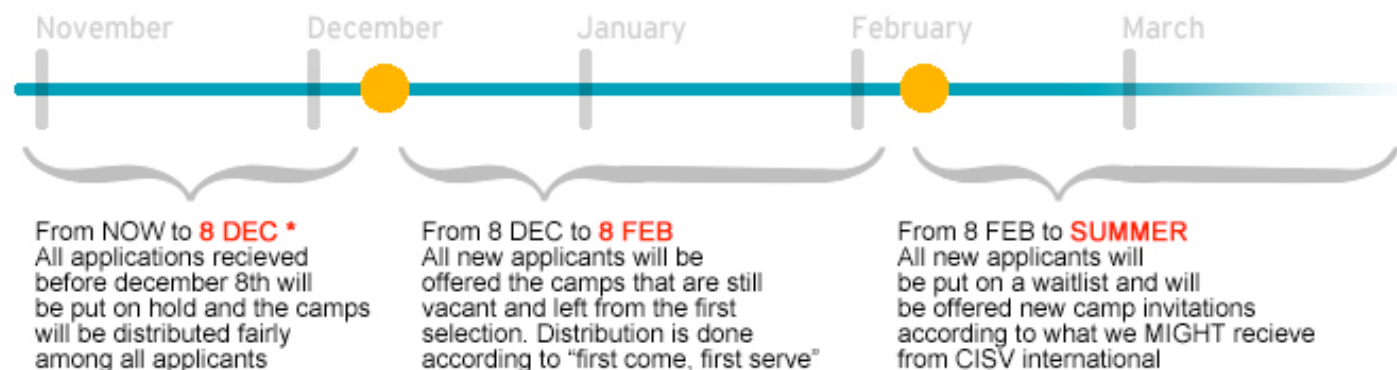 November December January February March
From NOW to 8 DEC *
All applications recieved
before december 8th will
be put on hold and the camps
will be distributed fairly
among all applicants
From 8 DEC to 8 FEB
All new applicants will be
offered the camps that are still
vacant and left from the first
selection. Distribution is done
according to “first come, first serve”
From 8 FEB to SUMMER
All new applicants will
be put on a waitlist and will
be offered new camp invitations
according to what we MIGHT recieve
from CISV international